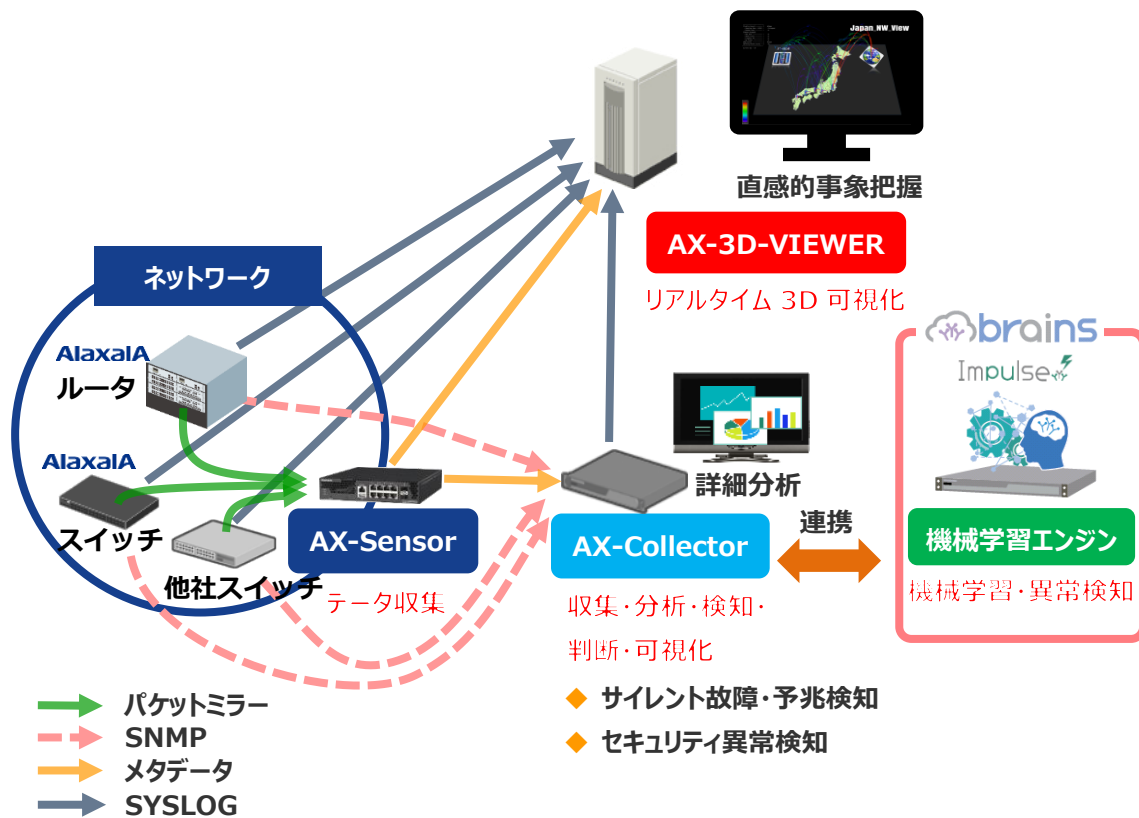 Japan_NW_View
直感的事象把握
AX-3D-VIEWER
リアルタイム 3D 可視化
ネットワーク
AlaxalA
ルータ
AlaxalA
スイッチ
他社スイッチ
AX-Sensor
データ収集
詳細分析
AX-Collector
収集・分析・検知・
判断・可視化
連携
brains
Impulse
機械学習エンジン
機械学習・異常検知
パケットミラー
SNMP
メタデータ
SYSLOG
◆ サイレント故障・予兆検知
◆ セキュリティ異常検知